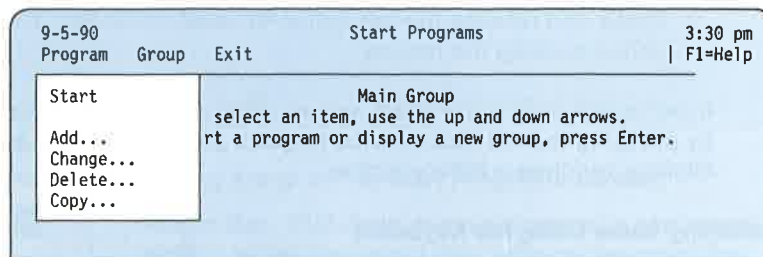 9-5-90 Start Programs 3:30 pm
Program Group Exit | F1=Help
Start Main Group
select an item, use the up and down arrows.
Add... rt a program or display a new group, press Enter.
Change...
Delete...
Copy...